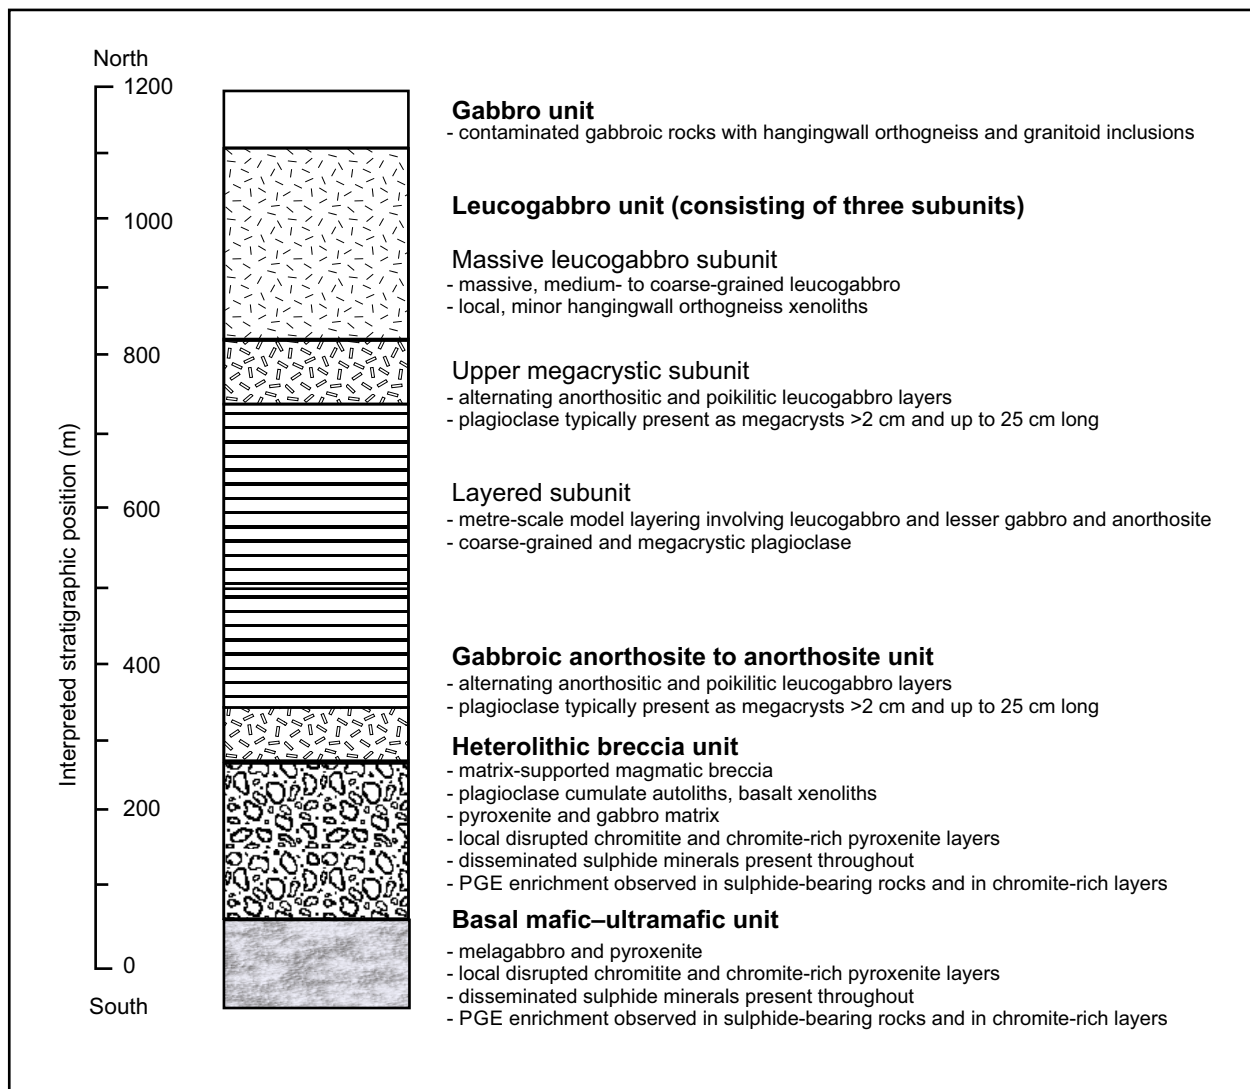 North
1200
1000
800
600
400
200
0
South
Interpreted stratigraphic position (m)
Gabbro unit
- contaminated gabbroic rocks with hangingwall orthogneiss and granitoid inclusions
Leucogabbro unit (consisting of three subunits)
Massive leucogabbro subunit
- massive, medium- to coarse-grained leucogabbro
- local, minor hangingwall orthogneiss xenoliths
Upper megacrystic subunit
- alternating anorthositic and poikilitic leucogabbro layers
- plagioclase typically present as megacrysts >2 cm and up to 25 cm long
Layered subunit
- metre-scale model layering involving leucogabbro and lesser gabbro and anorthosite
- coarse-grained and megacrystic plagioclase
Gabbroic anorthosite to anorthosite unit
- alternating anorthositic and poikilitic leucogabbro layers
- plagioclase typically present as megacrysts >2 cm and up to 25 cm long
Heterolithic breccia unit
- matrix-supported magmatic breccia
- plagioclase cumulate autoliths, basalt xenoliths
- pyroxenite and gabbro matrix
- local disrupted chromitite and chromite-rich pyroxenite layers
- disseminated sulphide minerals present throughout
- PGE enrichment observed in sulphide-bearing rocks and in chromite-rich layers
Basal mafic–ultramafic unit
- melagabbro and pyroxenite
- local disrupted chromitite and chromite-rich pyroxenite layers
- disseminated sulphide minerals present throughout
- PGE enrichment observed in sulphide-bearing rocks and in chromite-rich layers